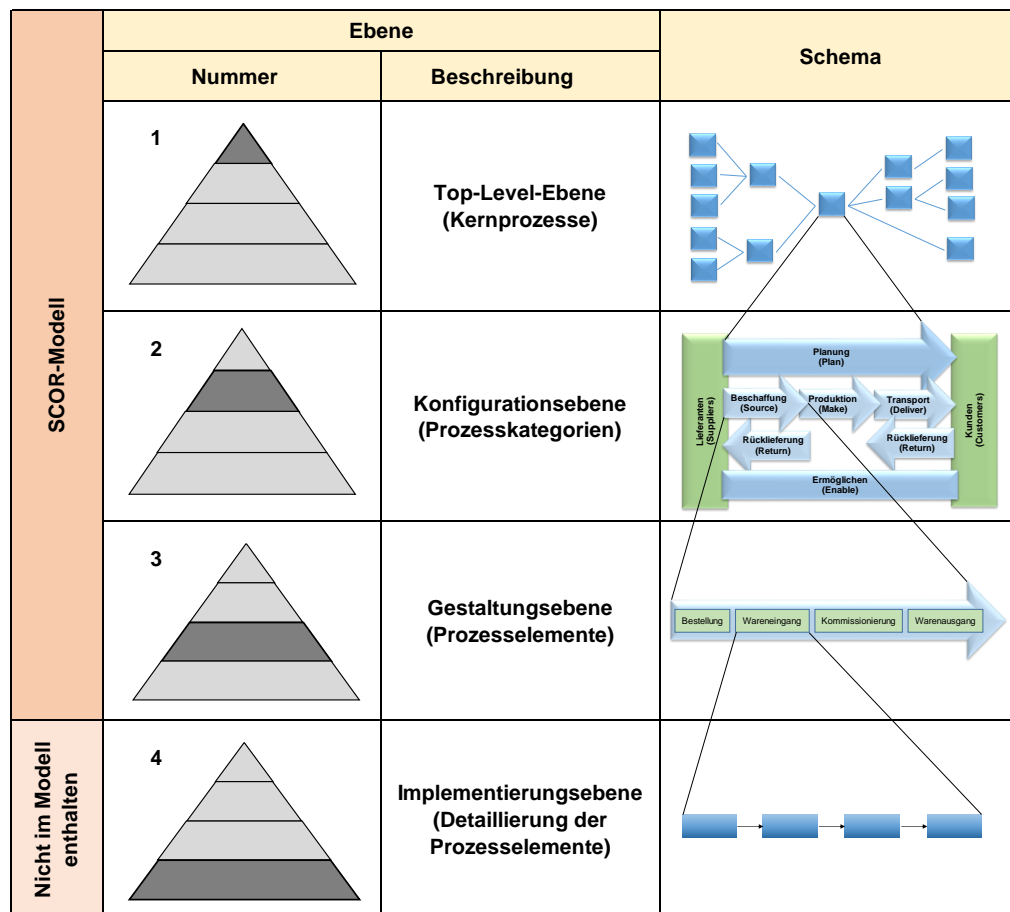 Ebene
Schema
Nummer
Beschreibung
SCOR-Modell
1
Top-Level-Ebene
(Kernprozesse)
2
Konfigurationsebene
(Prozesskategorien)
Lieferanten
(Suppliers)
Planung
(Plan)
Beschaffung
(Source)
Produktion
(Make)
Transport
(Deliver)
Rücklieferung
(Return)
Rücklieferung
(Return)
Ermöglichen
(Enable)
Kunden
(Customers)
3
Gestaltungsebene
(Prozesselemente)
Bestellung
Wareneingang
Kommissionierung
Warenausgang
Nicht im Modell
enthalten
4
Implementierungsebene
(Detaillierung der
Prozesselemente)